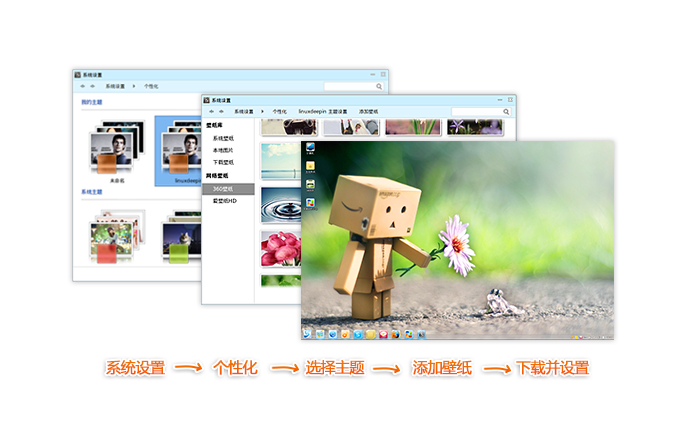 系统设置
系统设置 个性化
我的主题
未命名
linuxdeepin
系统主题
系统设置
系统设置 个性化 linuxdeepin 主题设置 添加壁纸
壁纸库
系统壁纸
本地图片
下载壁纸
网络壁纸
360壁纸
爱壁纸HD
系统设置 → 个性化 → 选择主题 → 添加壁纸 → 下载并设置